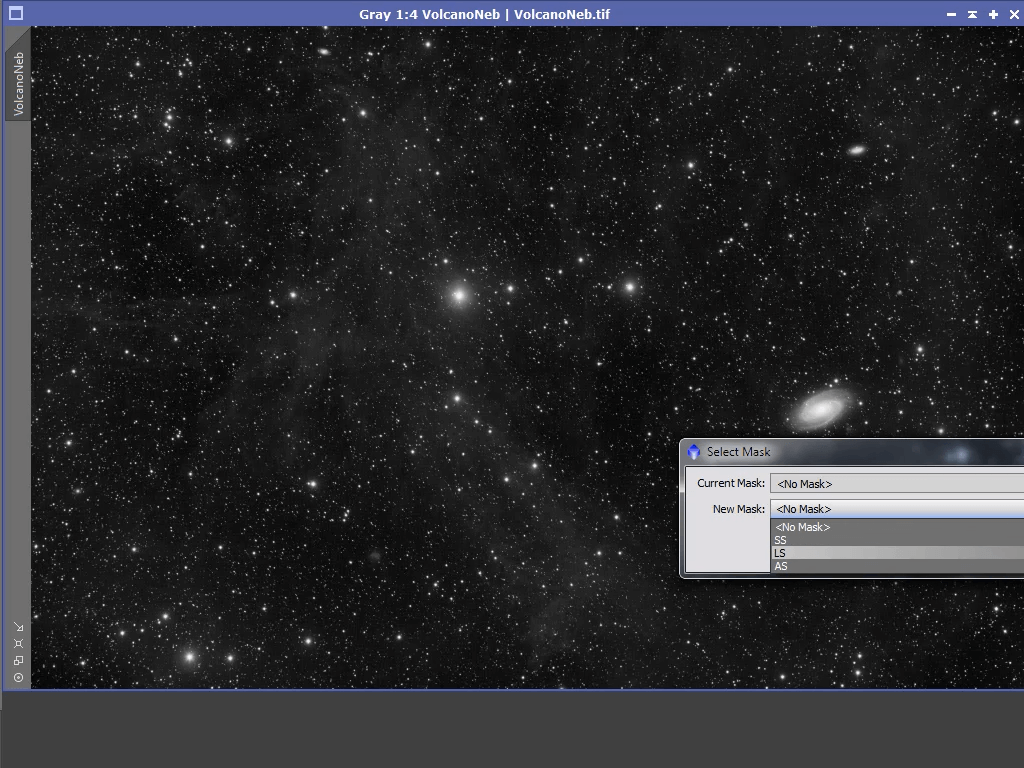 Gray 1:4 VolcanoNeb | VolcanoNeb.tif
VolcanoNeb
Select Mask
Current Mask: <No Mask>
New Mask: <No Mask>
<No Mask>
SS
LS
AS